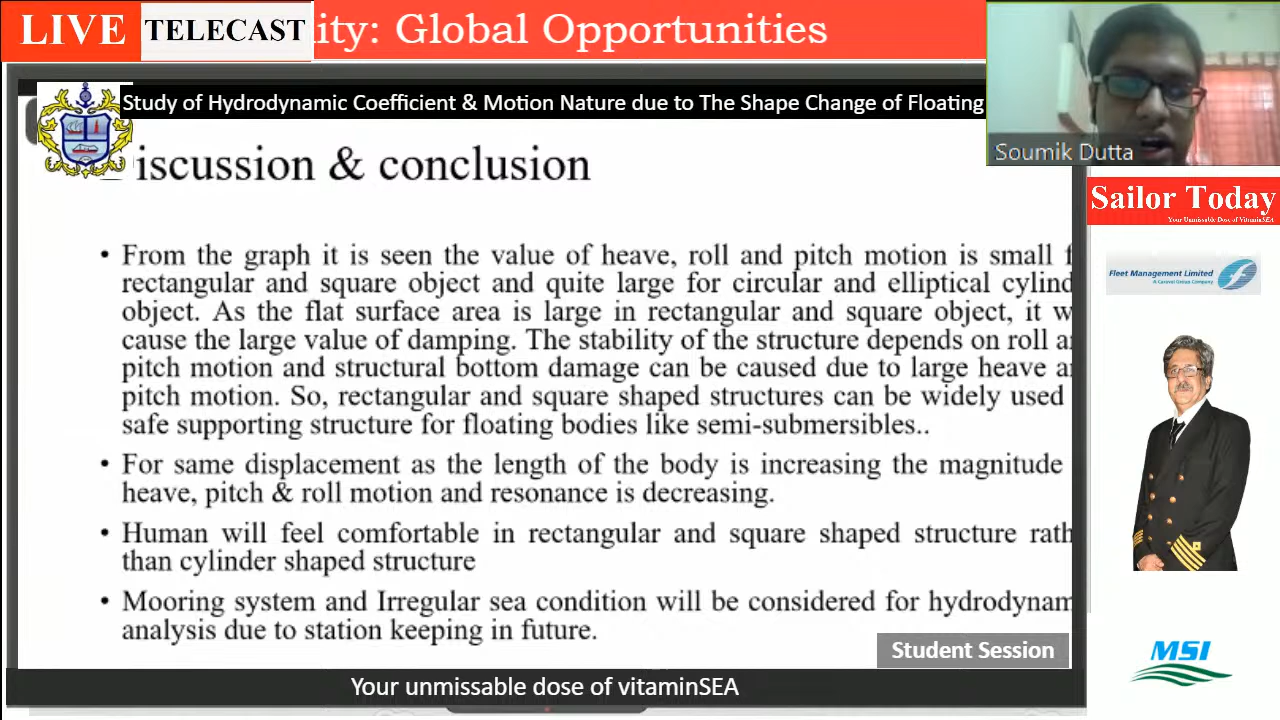 LIVE TELECAST ity: Global Opportunities
Study of Hydrodynamic Coefficient & Motion Nature due to The Shape Change of Floating
iscussion & conclusion
Soumik Dutta
Sailor Today
Your Unmissable Dose of VitaminSEA
Fleet Management Limited
A Caravel Group Company
• From the graph it is seen the value of heave, roll and pitch motion is small f
rectangular and square object and quite large for circular and elliptical cylind
object. As the flat surface area is large in rectangular and square object, it w
cause the large value of damping. The stability of the structure depends on roll a
pitch motion and structural bottom damage can be caused due to large heave a
pitch motion. So, rectangular and square shaped structures can be widely used
safe supporting structure for floating bodies like semi-submersibles..
• For same displacement as the length of the body is increasing the magnitude
heave, pitch & roll motion and resonance is decreasing.
• Human will feel comfortable in rectangular and square shaped structure rath
than cylinder shaped structure
• Mooring system and Irregular sea condition will be considered for hydrodynam
analysis due to station keeping in future.
Student Session
MSI
Your unmissable dose of vitaminSEA